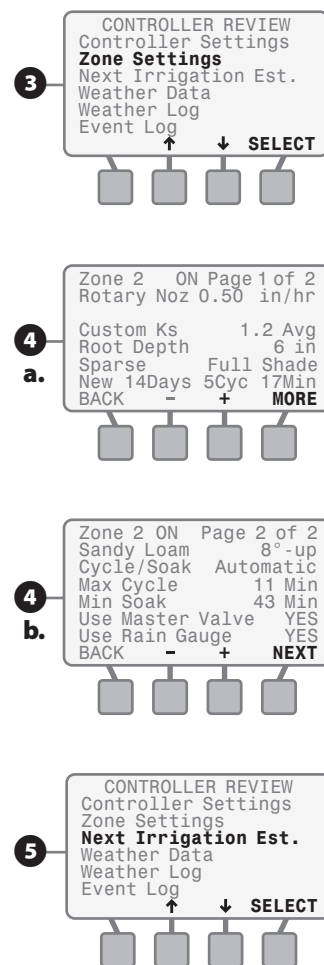 3
CONTROLLER REVIEW
Controller Settings
Zone Settings
Next Irrigation Est.
Weather Data
Weather Log
Event Log
↑ ↓ SELECT
4
a.
Zone 2 ON Page 1 of 2
Rotary Noz 0.50 in/hr
Custom Ks 1.2 Avg
Root Depth 6 in
Sparse Full Shade
New 14Days 5Cyc 17Min
BACK - + MORE
4
b.
Zone 2 ON Page 2 of 2
Sandy Loam 8°-up
Cycle/Soak Automatic
Max Cycle 11 Min
Min Soak 43 Min
Use Master Valve YES
Use Rain Gauge YES
BACK - + NEXT
5
CONTROLLER REVIEW
Controller Settings
Zone Settings
Next Irrigation Est.
Weather Data
Weather Log
Event Log
↑ ↓ SELECT